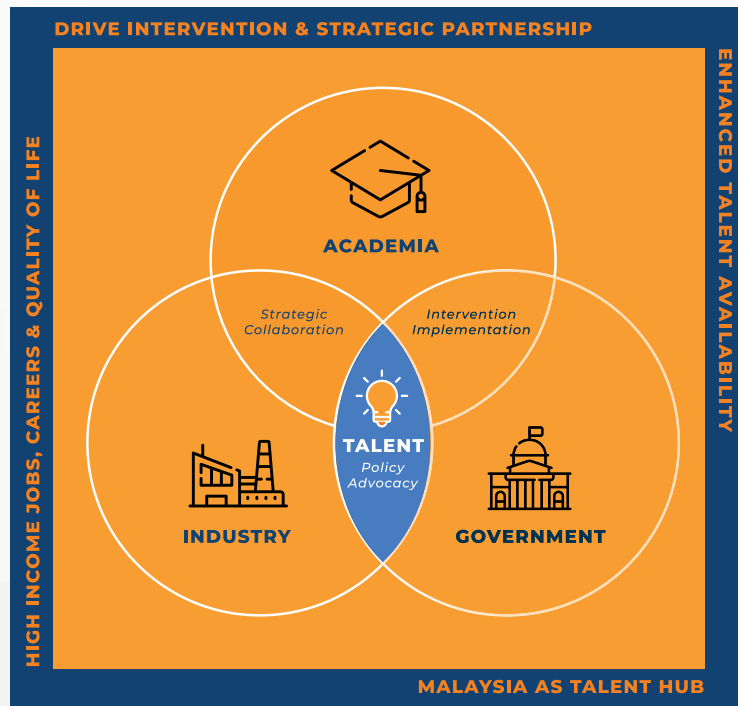 DRIVE INTERVENTION & STRATEGIC PARTNERSHIP
ENHANCED TALENT AVAILABILITY
HIGH INCOME JOBS, CAREERS & QUALITY OF LIFE
ACADEMIA
Strategic
Collaboration
Intervention
Implementation
TALENT
Policy
Advocacy
INDUSTRY
GOVERNMENT
MALAYSIA AS TALENT HUB